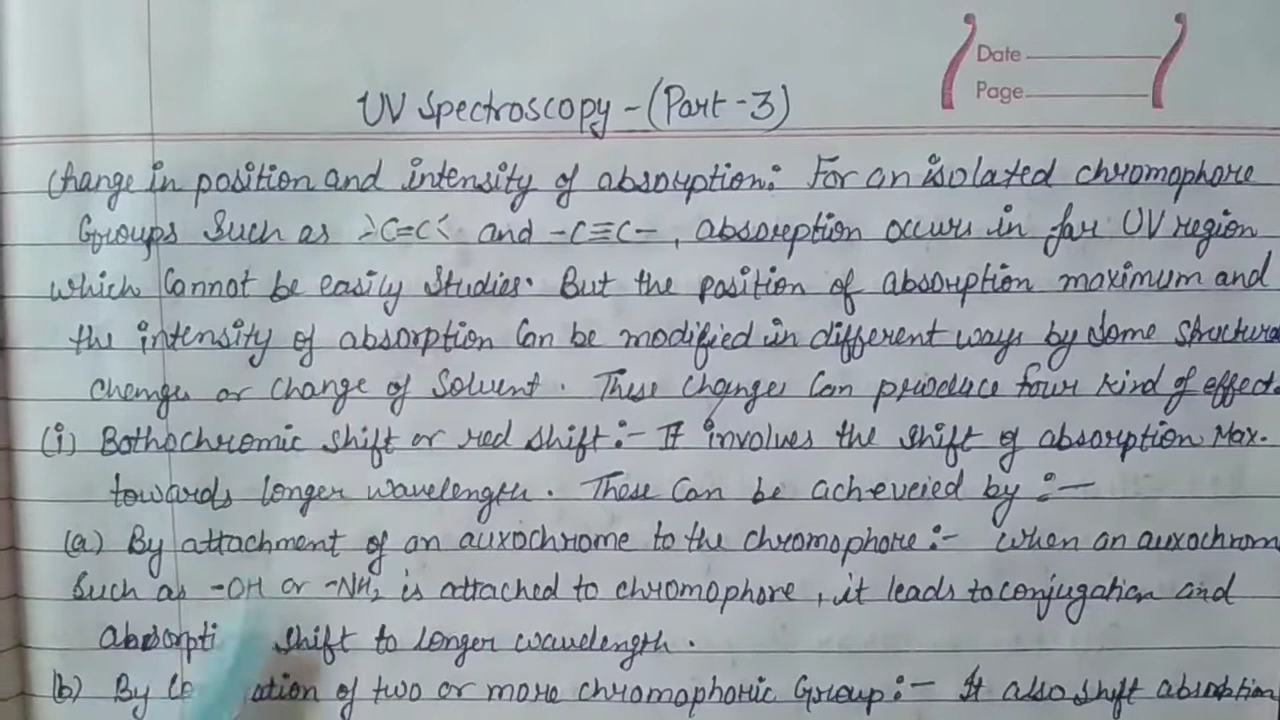 Date
Page
UV Spectroscopy - (Part - 3)
Change in position and intensity of absorption: For an isolated chromophore
Groups Such as >C=C< and -C≡C-, absorption occurs in far UV region
which Cannot be easily Studies. But the position of absorption maximum and
the intensity of absorption Can be modified in different ways by some structura
changes or change of Solvent. These changes Can produce four kind of effect.
(i) Bothochromic shift or red shift:- It involves the shift of absorption Max.
towards longer wavelength. These Can be acheveied by :-
(a) By attachment of an auxochrome to the chromophore:- When an auxochrom
Such as -OH or -NH₂ is attached to chromophore, it leads to conjugation and
absorpti shift to longer wavelength.
(b) By ation of two or more chromophoric Group:- It also shift absorption